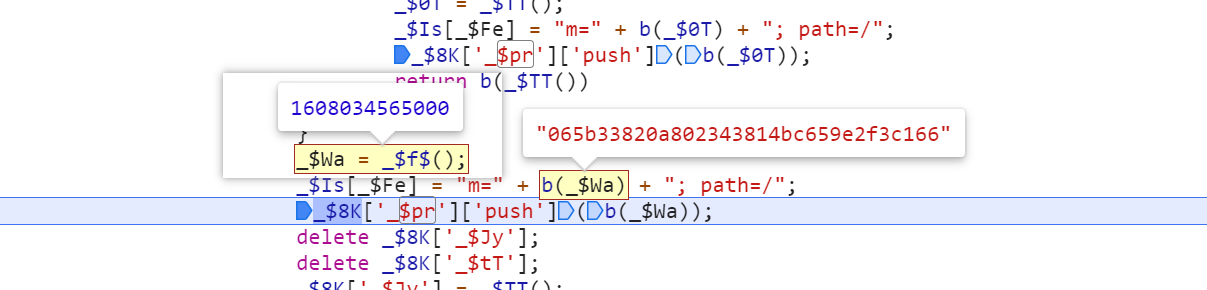 _$0T = _$TT();
_$Is[_$Fe] = "m=" + b(_$0T) + "; path=/";
_$8K['_$pr']['push'](b(_$0T));
return b(_$TT())
1608034565000
}
"065b33820a802343814bc659e2f3c166"
_$Wa = _$f$();
_$Is[_$Fe] = "m=" + b(_$Wa) + "; path=/";
_$8K['_$pr']['push'](b(_$Wa));
delete _$8K['_$Jy'];
delete _$8K['_$tT'];
_$8K['_$Jy'] = _$TT();